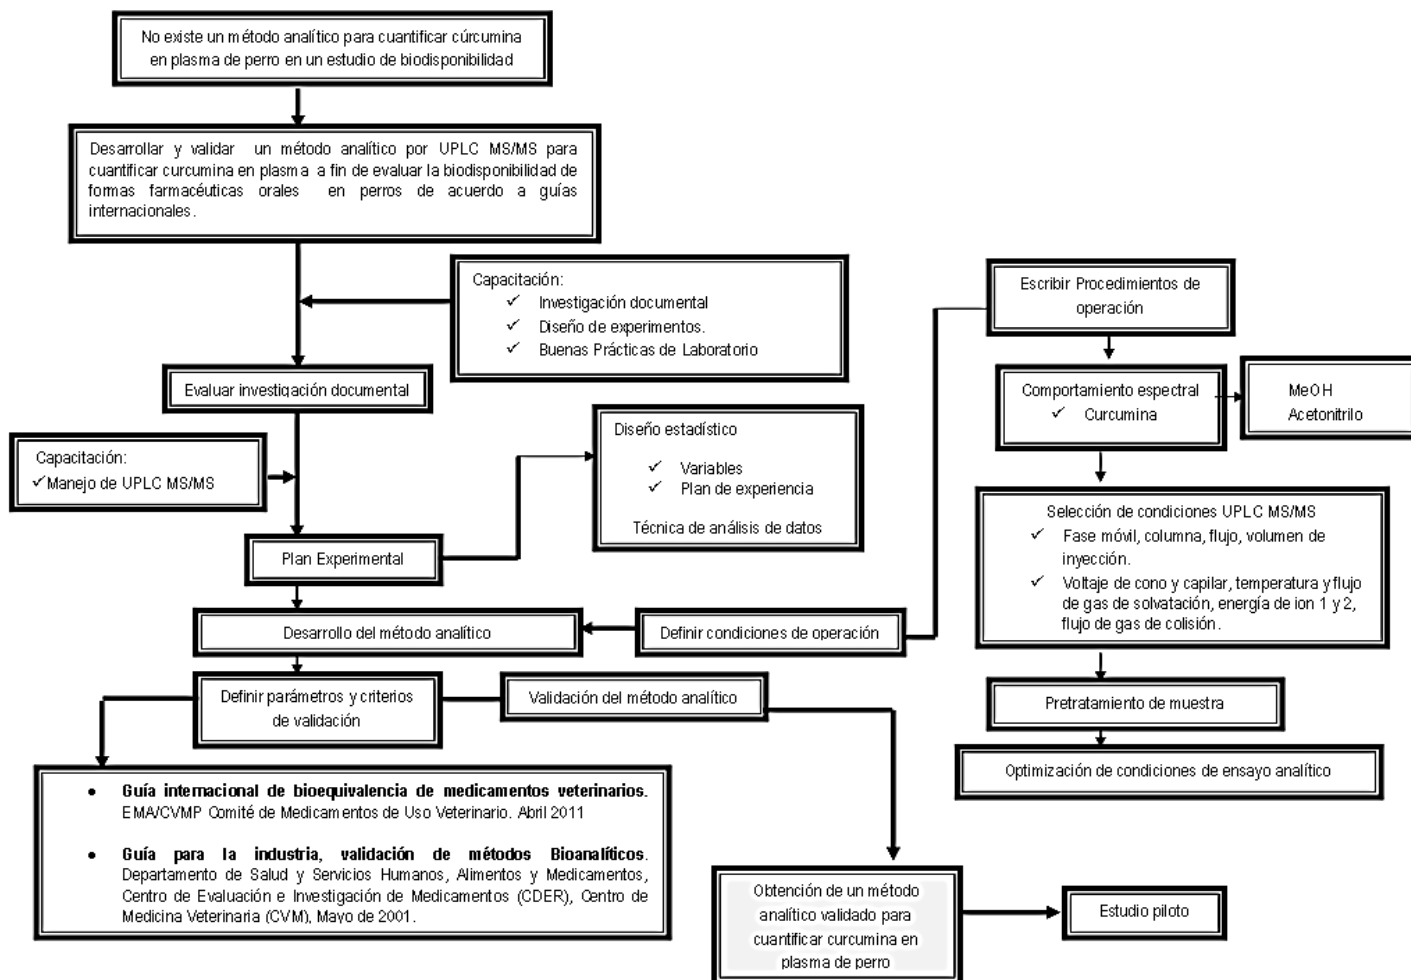 No existe un método analítico para cuantificar cúrcumina
en plasma de perro en un estudio de biodisponibilidad
Desarrollar y validar un método analítico por UPLC MS/MS para
cuantificar curcumina en plasma a fin de evaluar la biodisponibilidad de
formas farmacéuticas orales en perros de acuerdo a guías
internacionales.
Capacitación:
✓ Investigación documental
✓ Diseño de experimentos.
✓ Buenas Prácticas de Laboratorio
Evaluar investigación documental
Capacitación:
✓Manejo de UPLC MS/MS
Diseño estadístico
✓ Variables
✓ Plan de experiencia
Técnica de análisis de datos
Plan Experimental
Desarrollo del método analítico
Definir condiciones de operación
Escribir Procedimientos de
operación
Comportamiento espectral
✓ Curcumina
MeOH
Acetonitrilo
Selección de condiciones UPLC MS/MS
✓ Fase móvil, columna, flujo, volumen de
inyección.
✓ Voltaje de cono y capilar, temperatura y flujo
de gas de solvatación, energía de ion 1 y 2,
flujo de gas de colisión.
Pretratamiento de muestra
Optimización de condiciones de ensayo analítico
Definir parámetros y criterios
de validación
Validación del método analítico
● Guía internacional de bioequivalencia de medicamentos veterinarios.
EMA/CVMP Comité de Medicamentos de Uso Veterinario. Abril 2011
● Guía para la industria, validación de métodos Bioanalíticos.
Departamento de Salud y Servicios Humanos, Alimentos y Medicamentos,
Centro de Evaluación e Investigación de Medicamentos (CDER), Centro de
Medicina Veterinaria (CVM), Mayo de 2001.
Obtención de un método
analítico validado para
cuantificar curcumina en
plasma de perro
Estudio piloto